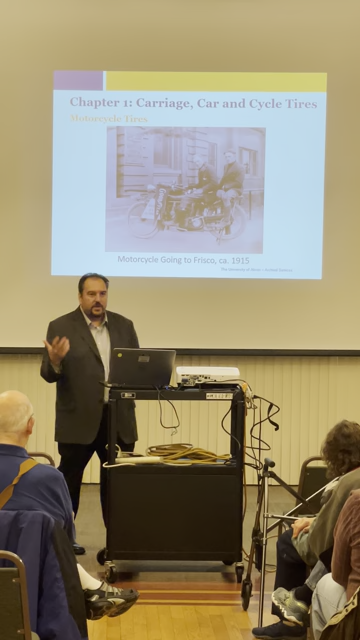 Chapter 1: Carriage, Car and Cycle Tires
Motorcycle Tires
Motorcycle Going to Frisco, ca. 1915